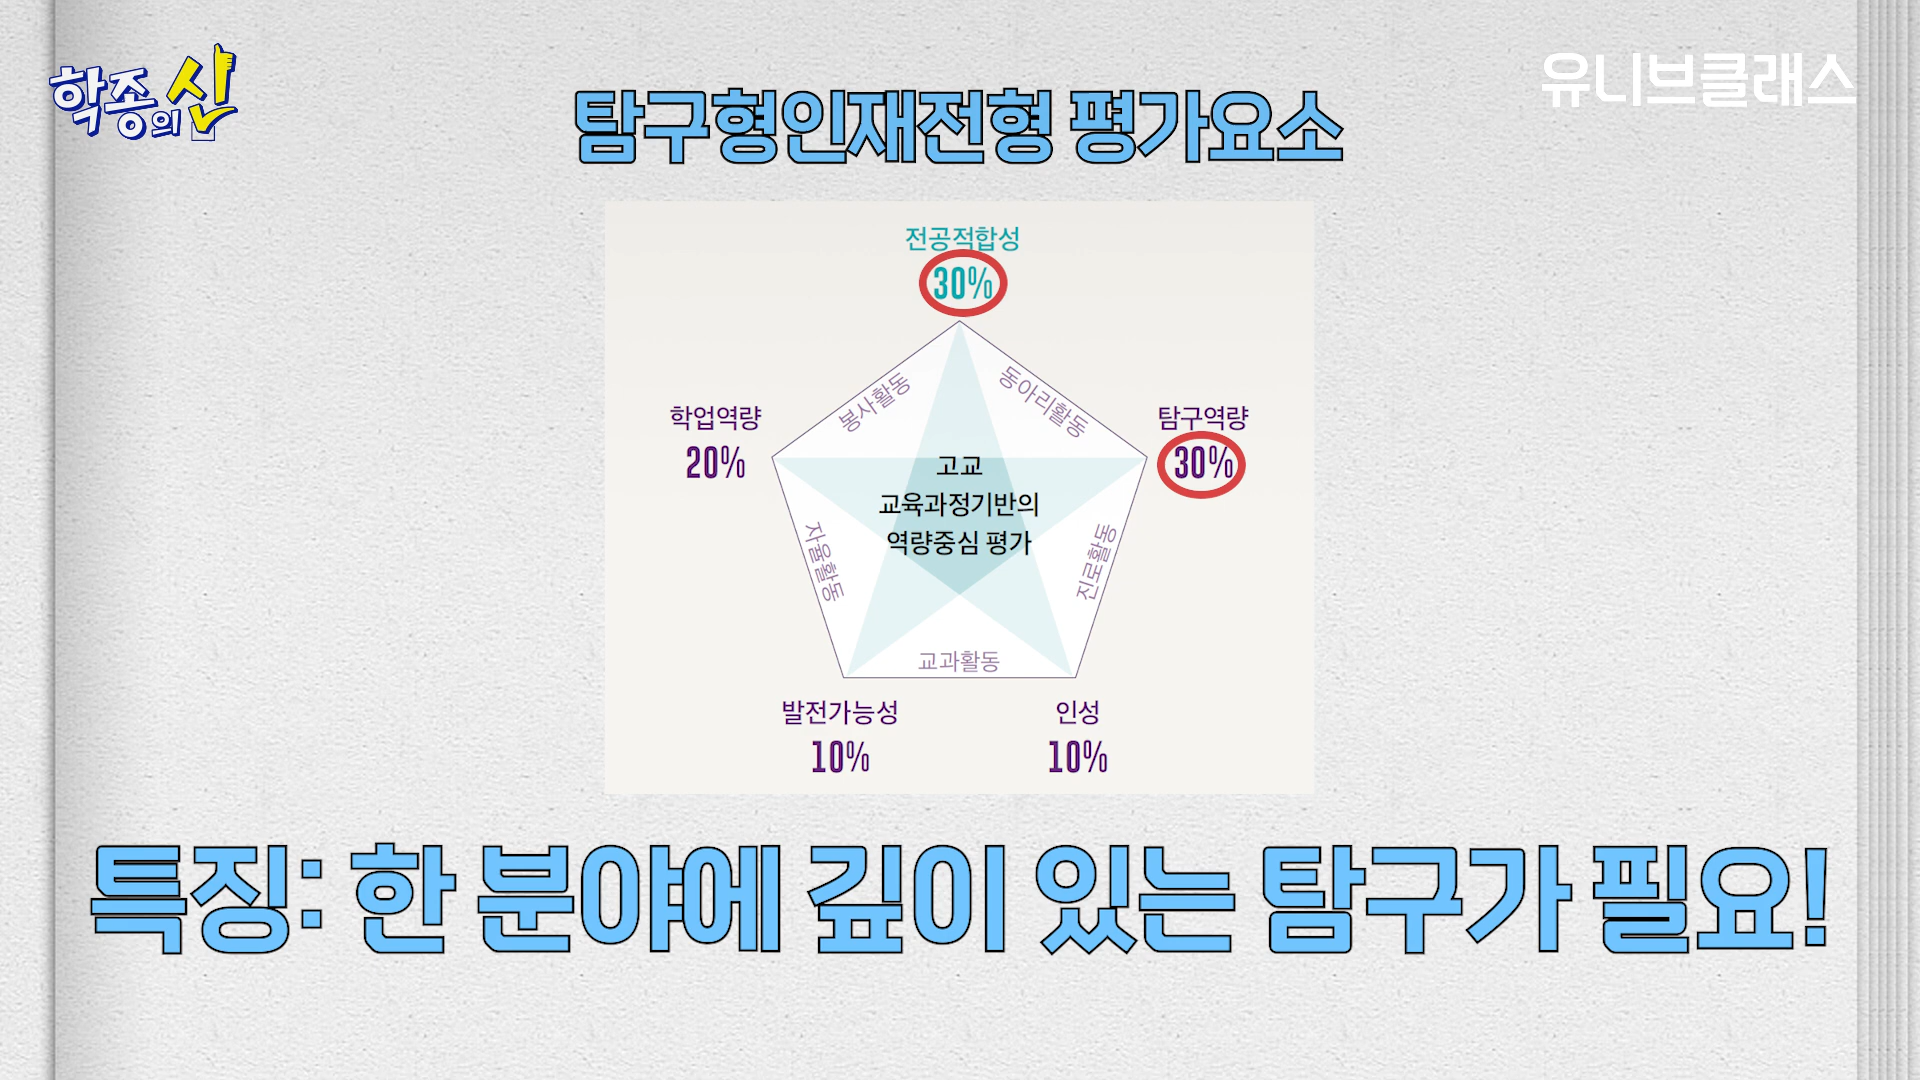 학종의신
유니브클래스
탐구형인재전형 평가요소
전공적합성
30%
봉사활동
동아리활동
학업역량
20%
탐구역량
30%
고교
교육과정기반의
역량중심 평가
자율활동
진로활동
교과활동
발전가능성
10%
인성
10%
특징: 한 분야에 깊이 있는 탐구가 필요!